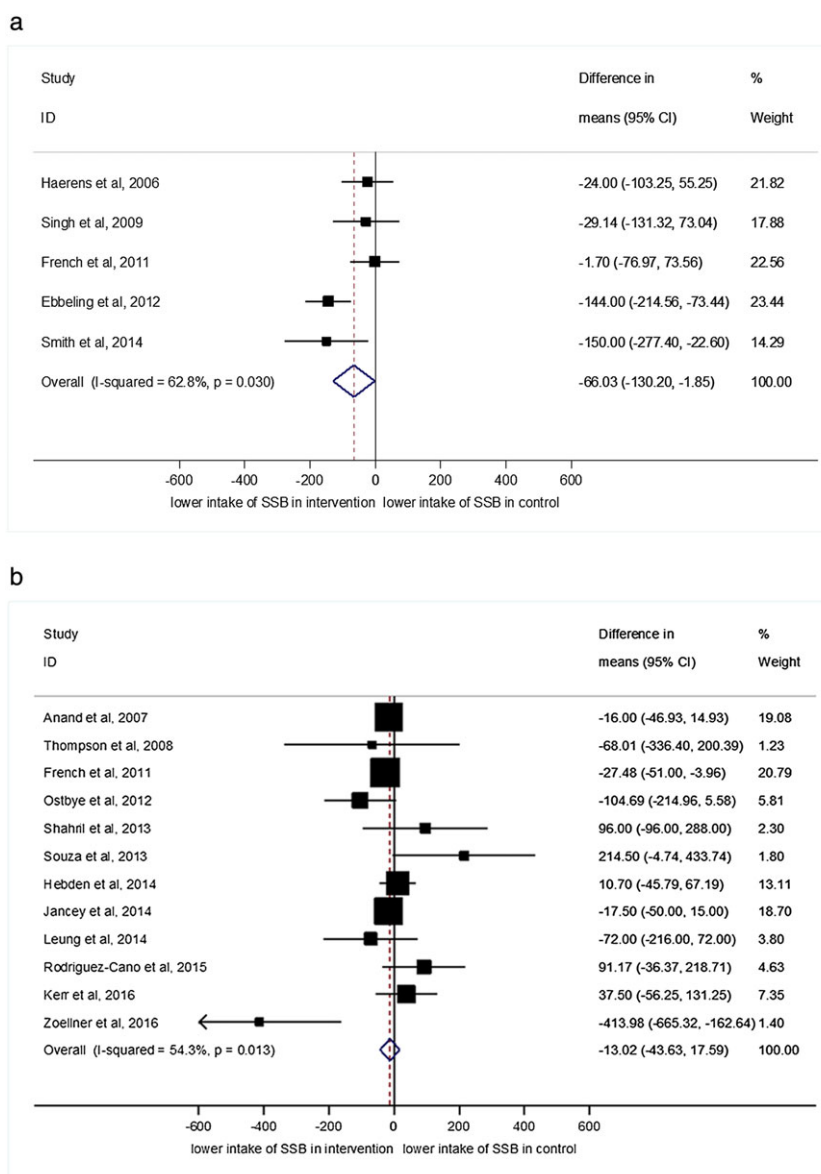 a
Study Difference in %
ID means (95% CI) Weight
Haerens et al, 2006 -24.00 (-103.25, 55.25) 21.82
Singh et al, 2009 -29.14 (-131.32, 73.04) 17.88
French et al, 2011 -1.70 (-76.97, 73.56) 22.56
Ebbeling et al, 2012 -144.00 (-214.56, -73.44) 23.44
Smith et al, 2014 -150.00 (-277.40, -22.60) 14.29
Overall (I-squared = 62.8%, p = 0.030) -66.03 (-130.20, -1.85) 100.00
-600 -400 -200 0 200 400 600
lower intake of SSB in intervention lower intake of SSB in control
b
Study Difference in %
ID means (95% CI) Weight
Anand et al, 2007 -16.00 (-46.93, 14.93) 19.08
Thompson et al, 2008 -68.01 (-336.40, 200.39) 1.23
French et al, 2011 -27.48 (-51.00, -3.96) 20.79
Ostbye et al, 2012 -104.69 (-214.96, 5.58) 5.81
Shahril et al, 2013 96.00 (-96.00, 288.00) 2.30
Souza et al, 2013 214.50 (-4.74, 433.74) 1.80
Hebden et al, 2014 10.70 (-45.79, 67.19) 13.11
Jancey et al, 2014 -17.50 (-50.00, 15.00) 18.70
Leung et al, 2014 -72.00 (-216.00, 72.00) 3.80
Rodriguez-Cano et al, 2015 91.17 (-36.37, 218.71) 4.63
Kerr et al, 2016 37.50 (-56.25, 131.25) 7.35
Zoellner et al, 2016 -413.98 (-665.32, -162.64) 1.40
Overall (I-squared = 54.3%, p = 0.013) -13.02 (-43.63, 17.59) 100.00
-600 -400 -200 0 200 400 600
lower intake of SSB in intervention lower intake of SSB in control